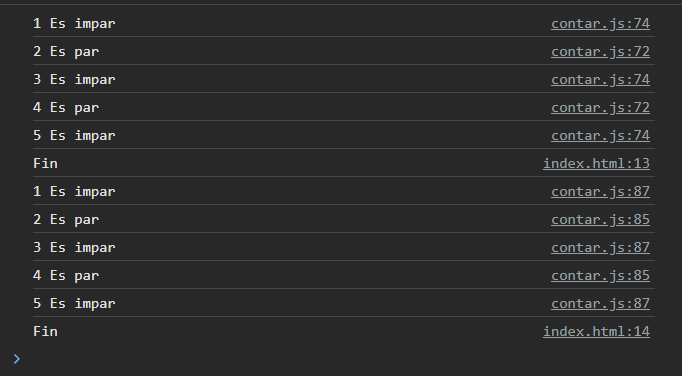 1 Es impar contar.js:74
2 Es par contar.js:72
3 Es impar contar.js:74
4 Es par contar.js:72
5 Es impar contar.js:74
Fin index.html:13
1 Es impar contar.js:87
2 Es par contar.js:85
3 Es impar contar.js:87
4 Es par contar.js:85
5 Es impar contar.js:87
Fin index.html:14
>